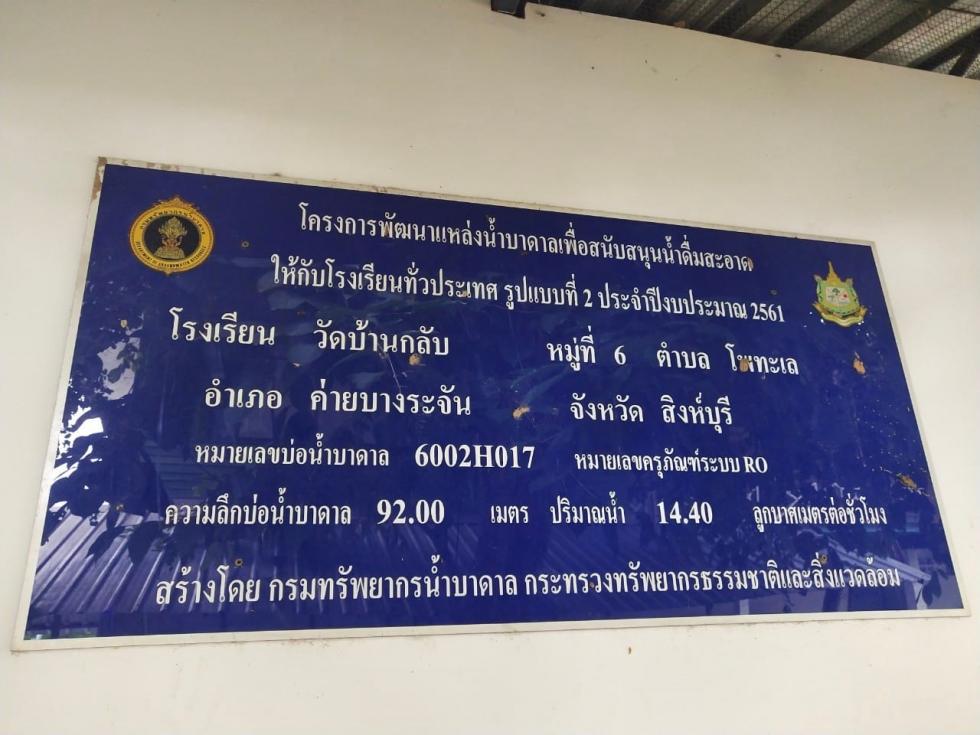 โครงการพัฒนาแหล่งน้ำบาดาลเพื่อสนับสนุนน้ำดื่มสะอาด
ให้กับโรงเรียนทั่วประเทศ รูปแบบที่ 2 ประจำปีงบประมาณ 2561
โรงเรียน วัดบ้านกลับ หมู่ที่ 6 ตำบล โพทะเล
อำเภอ ค่ายบางระจัน จังหวัด สิงห์บุรี
หมายเลขบ่อน้ำบาดาล 6002H017 หมายเลขครุภัณฑ์ระบบ RO
ความลึกบ่อน้ำบาดาล 92.00 เมตร ปริมาณน้ำ 14.40 ลูกบาศเมตรต่อชั่วโมง
สร้างโดย กรมทรัพยากรน้ำบาดาล กระทรวงทรัพยากรธรรมชาติและสิ่งแวดล้อม